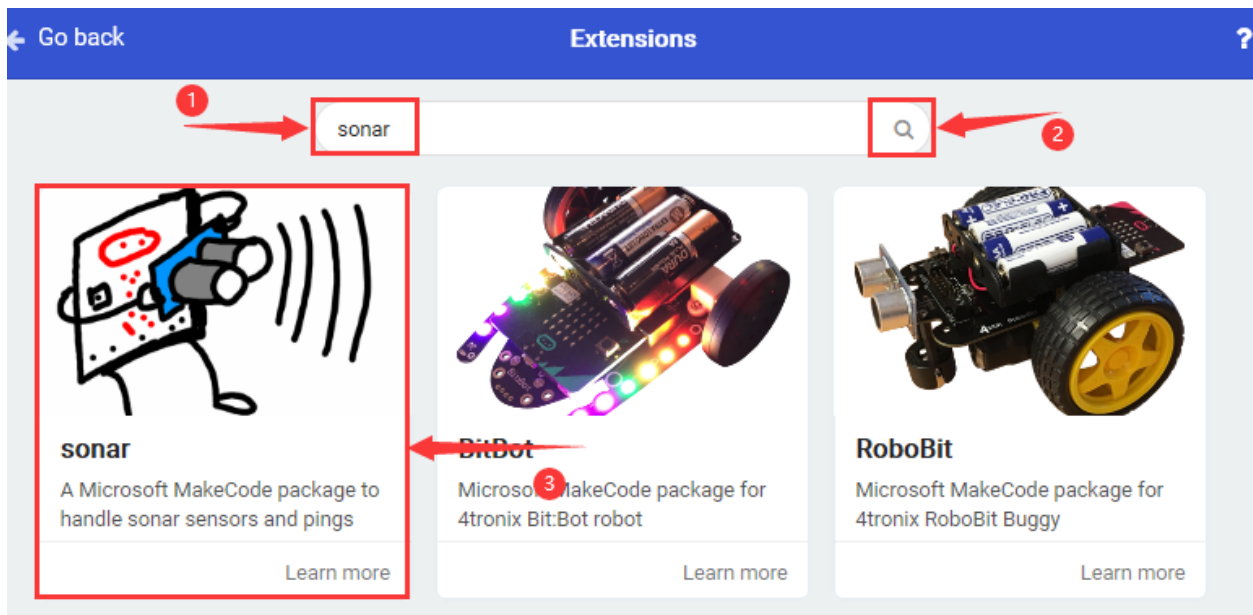 Go back
Extensions
?
1
sonar
2
sonar
A Microsoft MakeCode package to
handle sonar sensors and pings
Learn more
BitBot
3
Microsoft MakeCode package for
4tronix Bit:Bot robot
Learn more
RoboBit
Microsoft MakeCode package for
4tronix RoboBit Buggy
Learn more